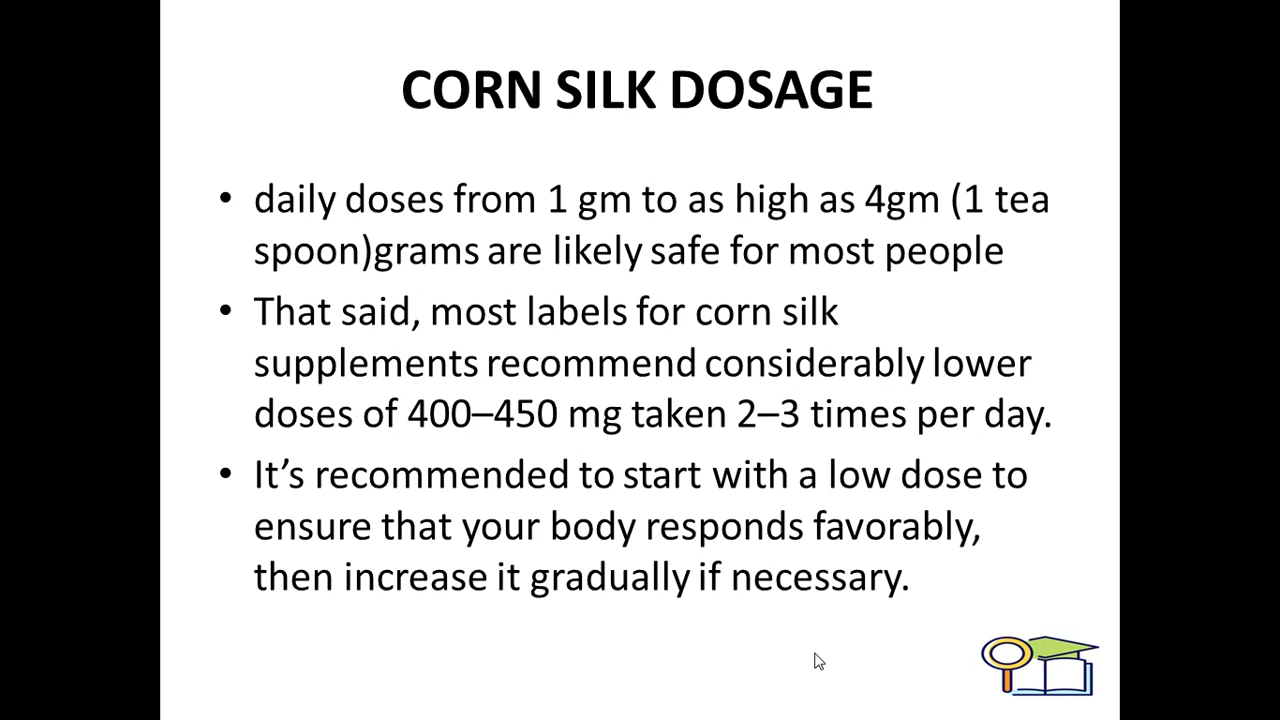 CORN SILK DOSAGE
• daily doses from 1 gm to as high as 4gm (1 tea
spoon)grams are likely safe for most people
• That said, most labels for corn silk
supplements recommend considerably lower
doses of 400–450 mg taken 2–3 times per day.
• It’s recommended to start with a low dose to
ensure that your body responds favorably,
then increase it gradually if necessary.